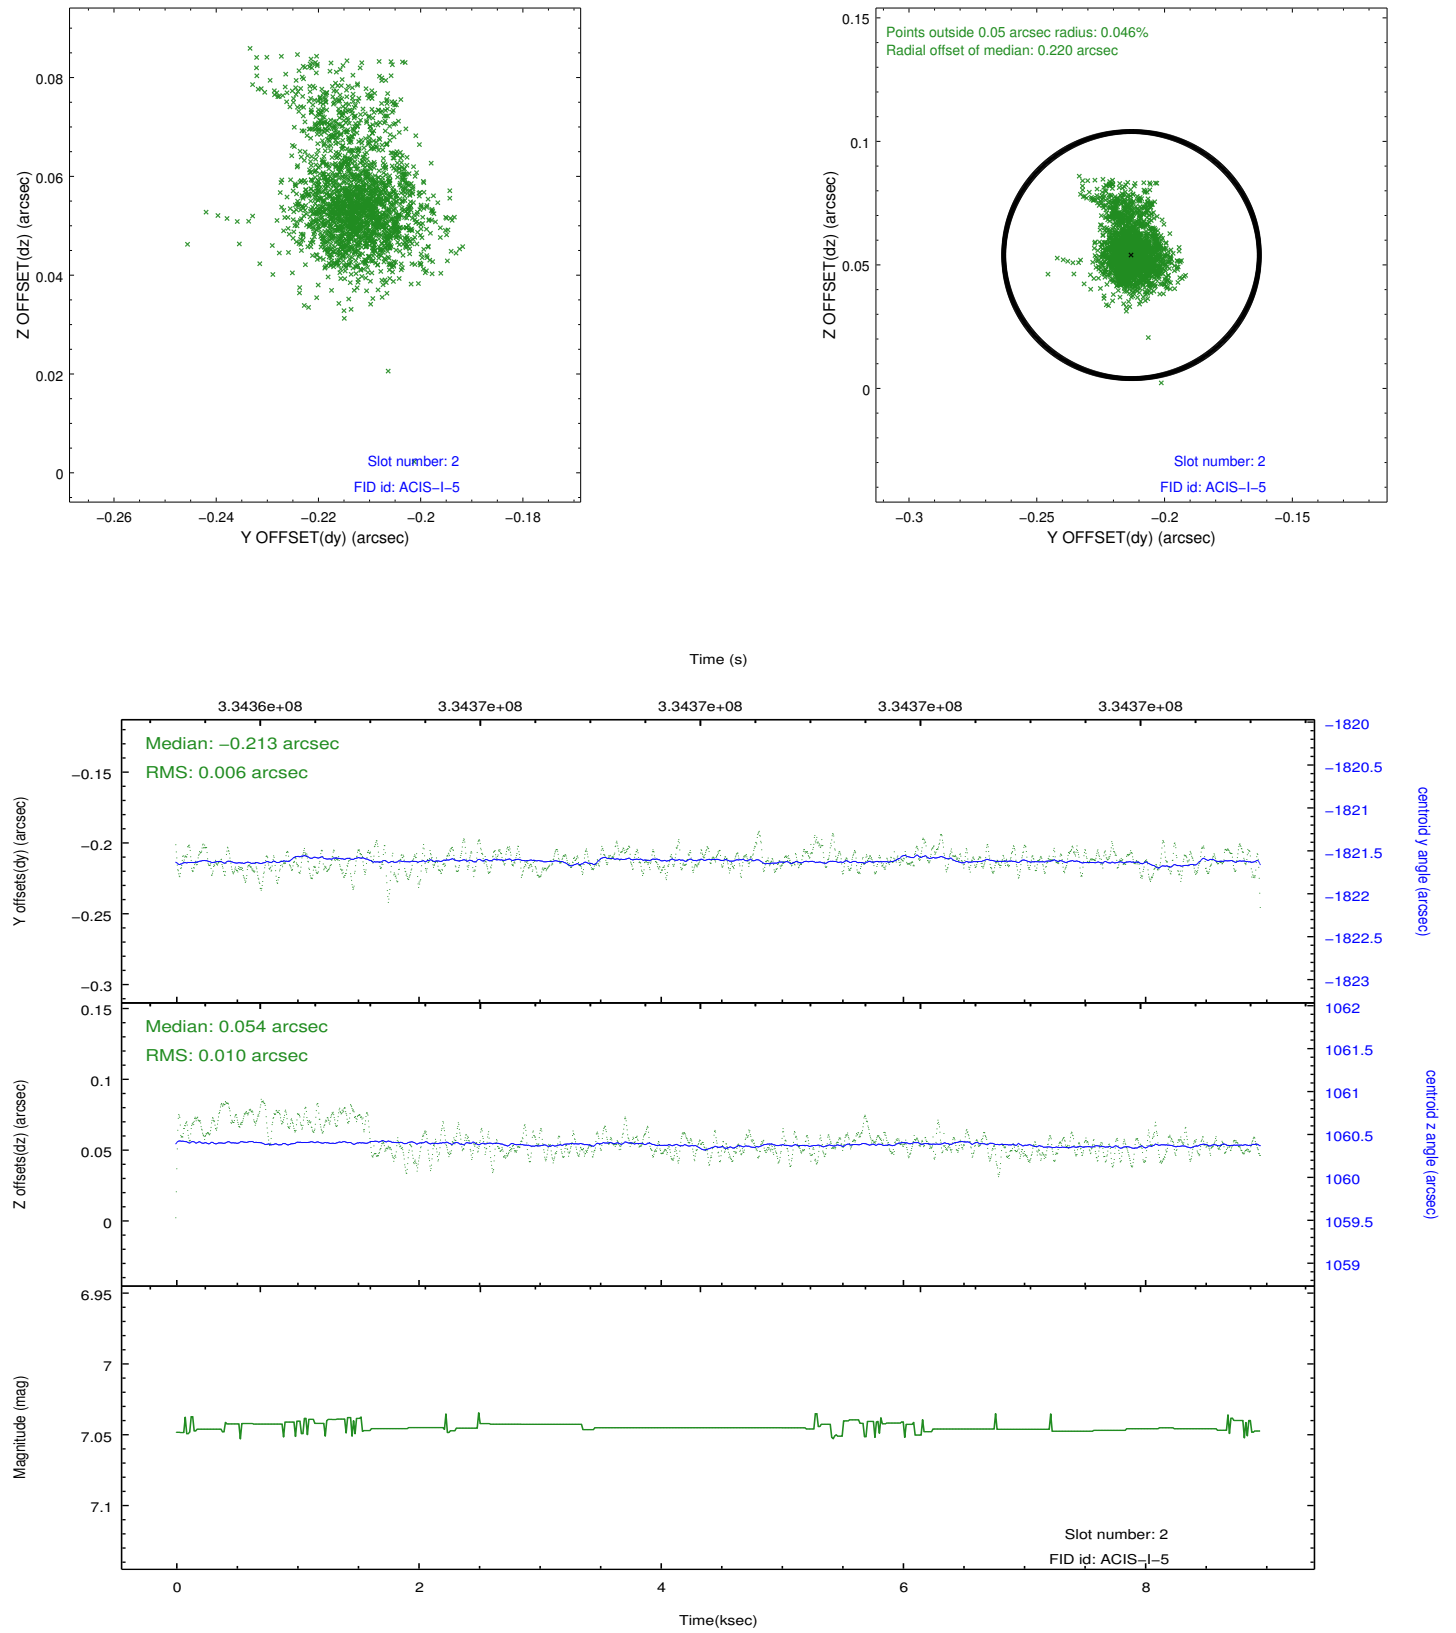 0.08
0.06
0.04
0.02
0
Z OFFSET(dz) (arcsec)
Slot number: 2
FID id: ACIS−I−5
−0.26
−0.24
−0.22
−0.2
−0.18
Y OFFSET(dy) (arcsec)
Points outside 0.05 arcsec radius: 0.046%
Radial offset of median: 0.220 arcsec
0.15
0.1
0.05
0
Z OFFSET(dz) (arcsec)
Slot number: 2
FID id: ACIS−I−5
−0.3
−0.25
−0.2
−0.15
Y OFFSET(dy) (arcsec)
Time (s)
3.3436e+08
3.3437e+08
3.3437e+08
3.3437e+08
3.3437e+08
Median: −0.213 arcsec
RMS: 0.006 arcsec
−0.15
−0.2
−0.25
−0.3
Y offsets(dy) (arcsec)
−1820
−1820.5
−1821
−1821.5
−1822
−1822.5
−1823
centroid y angle (arcsec)
Median: 0.054 arcsec
RMS: 0.010 arcsec
0.15
0.1
0.05
0
Z offsets(dz) (arcsec)
1062
1061.5
1061
1060.5
1060
1059.5
1059
centroid z angle (arcsec)
6.95
7
7.05
7.1
Magnitude (mag)
Slot number: 2
FID id: ACIS−I−5
0
2
4
6
8
Time(ksec)